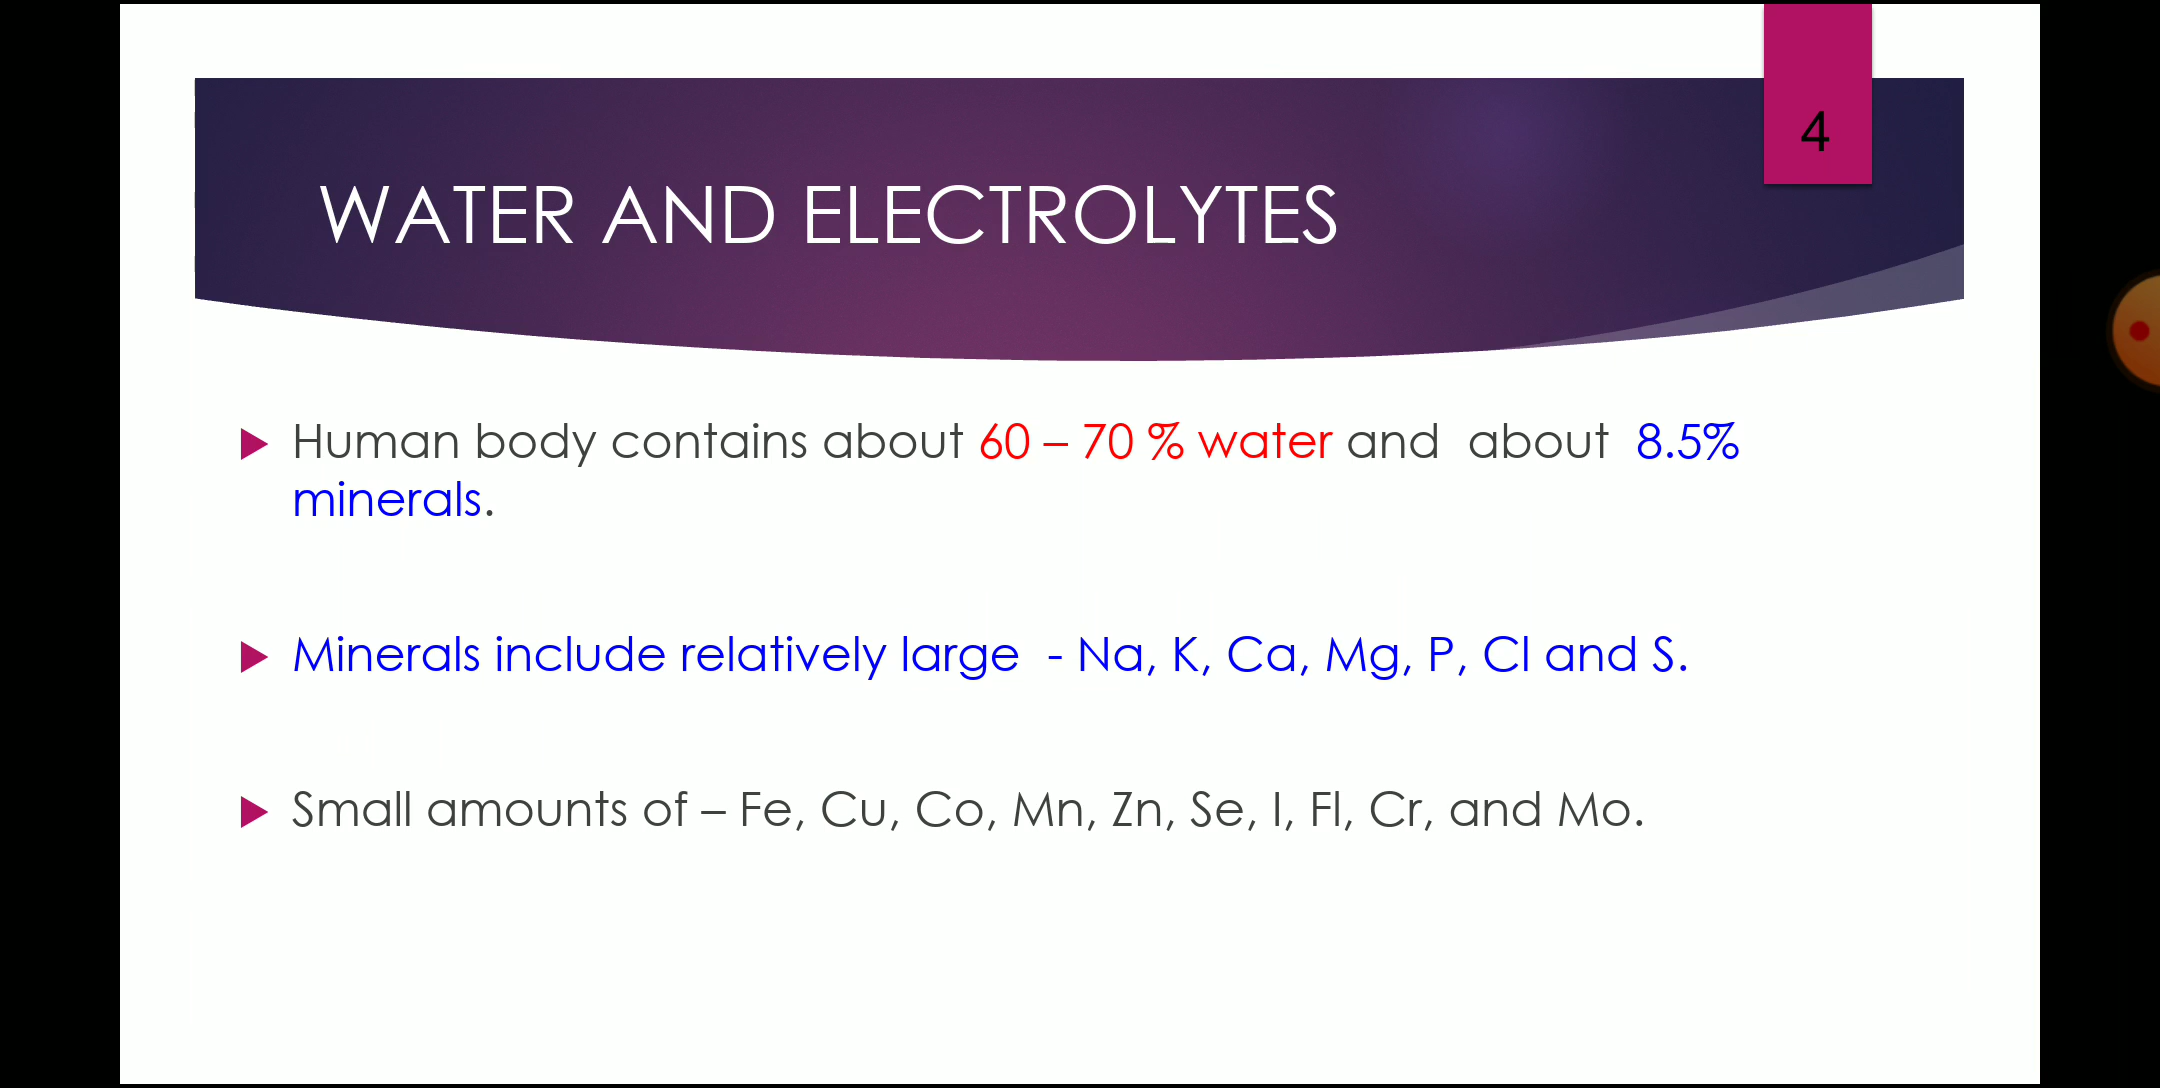 4
WATER AND ELECTROLYTES
Human body contains about 60 – 70 % water and about 8.5%
minerals.
Minerals include relatively large - Na, K, Ca, Mg, P, Cl and S.
Small amounts of – Fe, Cu, Co, Mn, Zn, Se, I, Fl, Cr, and Mo.